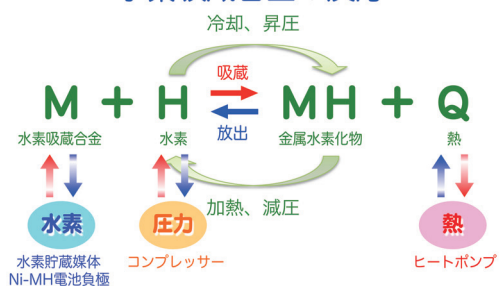 冷却、昇圧
吸蔵
M + H MH + Q
放出
水素吸蔵合金 水素 金属水素化物 熱
加熱、減圧
水素 圧力 熱
水素貯蔵媒体 コンプレッサー ヒートポンプ
Ni-MH電池負極